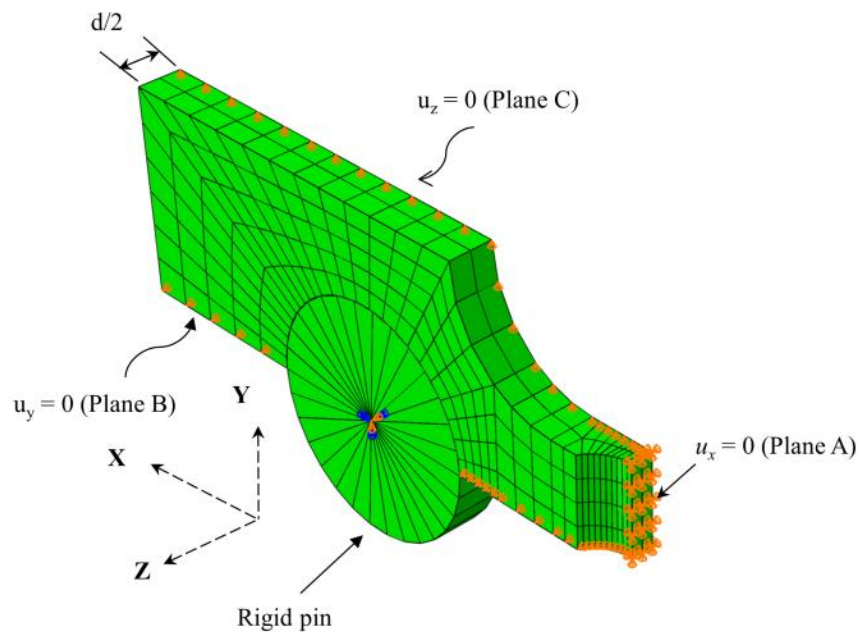 d/2
u_z = 0 (Plane C)
u_y = 0 (Plane B)
Y
X
u_x = 0 (Plane A)
Z
Rigid pin